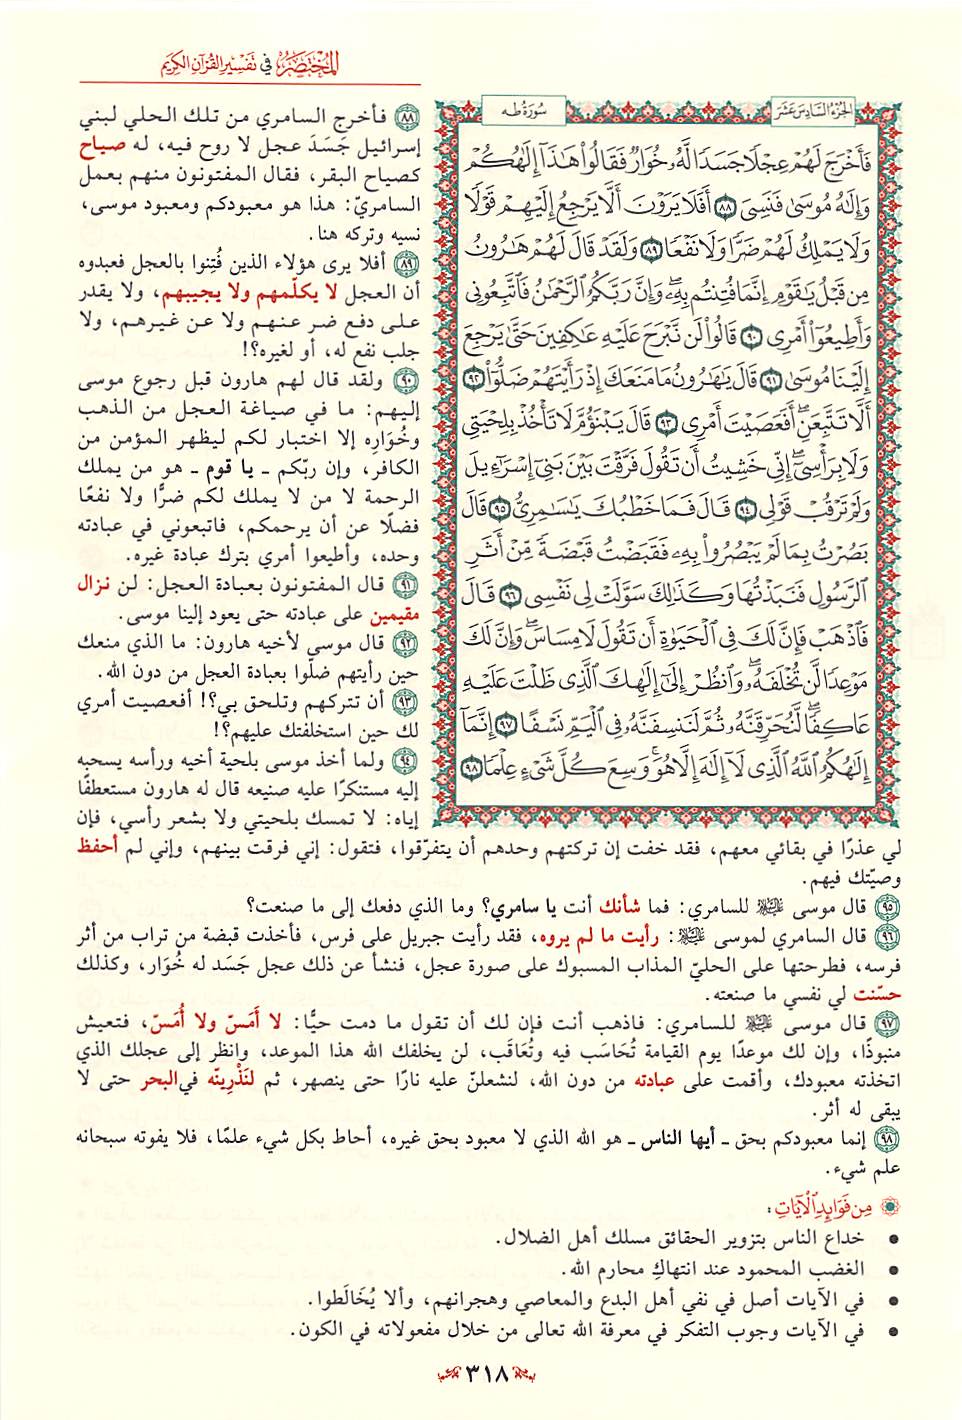 المختصر في تفسير القرآن الكريم
الجزء السادس عشر
سورة طه
فَأَخْرَجَ لَهُمْ عِجْلًا جَسَدًا لَّهُۥ خُوَارٌ فَقَالُوا۟ هَٰذَآ إِلَٰهُكُمْ
وَإِلَٰهُ مُوسَىٰ فَنَسِىَ ٨٨ أَفَلَا يَرَوْنَ أَلَّا يَرْجِعُ إِلَيْهِمْ قَوْلًا
وَلَا يَمْلِكُ لَهُمْ ضَرًّا وَلَا نَفْعًا ٨٩ وَلَقَدْ قَالَ لَهُمْ هَٰرُونُ
مِن قَبْلُ يَٰقَوْمِ إِنَّمَا فُتِنتُم بِهِۦ ۖ وَإِنَّ رَبَّكُمُ ٱلرَّحْمَٰنُ فَٱتَّبِعُونِى
وَأَطِيعُوٓا۟ أَمْرِى ٩٠ قَالُوا۟ لَن نَّبْرَحَ عَلَيْهِ عَٰكِفِينَ حَتَّىٰ يَرْجِعَ
إِلَيْنَا مُوسَىٰ ٩١ قَالَ يَٰهَٰرُونُ مَا مَنَعَكَ إِذْ رَأَيْتَهُمْ ضَلُّوٓا۟ ٩٢
أَلَّا تَتَّبِعَنِ ۖ أَفَعَصَيْتَ أَمْرِى ٩٣ قَالَ يَبْنَؤُمَّ لَا تَأْخُذْ بِلِحْيَتِى
وَلَا بِرَأْسِىٓ ۖ إِنِّى خَشِيتُ أَن تَقُولَ فَرَّقْتَ بَيْنَ بَنِىٓ إِسْرَٰٓءِيلَ
وَلَمْ تَرْقُبْ قَوْلِى ٩٤ قَالَ فَمَا خَطْبُكَ يَٰسَٰمِرِىُّ ٩٥ قَالَ
بَصُرْتُ بِمَا لَمْ يَبْصُرُوا۟ بِهِۦ فَقَبَضْتُ قَبْضَةً مِّنْ أَثَرِ
ٱلرَّسُولِ فَنَبَذْتُهَا وَكَذَٰلِكَ سَوَّلَتْ لِى نَفْسِى ٩٦ قَالَ
فَٱذْهَبْ فَإِنَّ لَكَ فِى ٱلْحَيَوٰةِ أَن تَقُولَ لَا مِسَاسَ ۖ وَإِنَّ لَكَ
مَوْعِدًا لَّن تُخْلَفَهُۥ ۖ وَٱنظُرْ إِلَىٰٓ إِلَٰهِكَ ٱلَّذِى ظَلْتَ عَلَيْهِ
عَاكِفًا ۖ لَّنُحَرِّقَنَّهُۥ ثُمَّ لَنَنسِفَنَّهُۥ فِى ٱلْيَمِّ نَسْفًا ٩٧ إِنَّمَآ
إِلَٰهُكُمُ ٱللَّهُ ٱلَّذِى لَآ إِلَٰهَ إِلَّا هُوَ ۚ وَسِعَ كُلَّ شَىْءٍ عِلْمًا ٩٨
٨٨ فأخرج السامري من تلك الحلي لبني
إسرائيل جَسَدَ عجل لا روح فيه، له صياح
كصياح البقر، فقال المفتونون منهم بعمل
السامريّ: هذا هو معبودكم ومعبود موسى،
نسيه وتركه هنا.
٨٩ أفلا يرى هؤلاء الذين فُتِنوا بالعجل فعبدوه
أن العجل لا يكلّمهم ولا يجيبهم، ولا يقدر
على دفع ضر عنهم ولا عن غيرهم، ولا
جلب نفع له، أو لغيره؟!
٩٠ ولقد قال لهم هارون قبل رجوع موسى
إليهم: ما في صياغة العجل من الذهب
وخُوَارِه إلا اختبار لكم ليظهر المؤمن من
الكافر، وإن ربّكم ـ يا قوم ـ هو من يملك
الرحمة لا من لا يملك لكم ضرًّا ولا نفعًا
فضلًا عن أن يرحمكم، فاتبعوني في عبادته
وحده، وأطيعوا أمري بترك عبادة غيره.
٩١ قال المفتونون بعبادة العجل: لن نزال
مقيمين على عبادته حتى يعود إلينا موسى.
٩٢ قال موسى لأخيه هارون: ما الذي منعك
حين رأيتهم ضلّوا بعبادة العجل من دون الله.
٩٣ أن تتركهم وتلحق بي؟! أفعصيت أمري
لك حين استخلفتك عليهم؟!
٩٤ ولما أخذ موسى بلحية أخيه ورأسه يسحبه
إليه مستنكرًا عليه صنيعه قال له هارون مستعطفًا
إياه: لا تمسك بلحيتي ولا بشعر رأسي، فإن
لي عذرًا في بقائي معهم، فقد خفت إن تركتهم وحدهم أن يتفرّقوا، فتقول: إني فرقت بينهم، وإني لم أحفظ
وصيّتك فيهم.
٩٥ قال موسى ﷺ للسامري: فما شأنك أنت يا سامري؟ وما الذي دفعك إلى ما صنعت؟
٩٦ قال السامري لموسى ﷺ: رأيت ما لم يروه، فقد رأيت جبريل على فرس، فأخذت قبضة من تراب من أثر
فرسه، فطرحتها على الحليّ المذاب المسبوك على صورة عجل، فنشأ عن ذلك عجل جَسَد له خُوَار، وكذلك
حسّنت لي نفسي ما صنعته.
٩٧ قال موسى ﷺ للسامري: فاذهب أنت فإن لك أن تقول ما دمت حيًّا: لا أَمَسّ ولا أُمَسّ، فتعيش
منبوذًا، وإن لك موعدًا يوم القيامة تُحَاسَب فيه وتُعَاقَب، لن يخلفك الله هذا الموعد، وانظر إلى عجلك الذي
اتخذته معبودك، وأقمت على عبادته من دون الله، لنشعلنّ عليه نارًا حتى ينصهر، ثم لنَذْرِينّه في البحر حتى لا
يبقى له أثر.
٩٨ إنما معبودكم بحق ـ أيها الناس ـ هو الله الذي لا معبود بحق غيره، أحاط بكل شيء علمًا، فلا يفوته سبحانه
علم شيء.
مِن فَوَائِدِ ٱلْآيَاتِ:
• خداع الناس بتزوير الحقائق مسلك أهل الضلال.
• الغضب المحمود عند انتهاكِ محارم الله.
• في الآيات أصل في نفي أهل البدع والمعاصي وهجرانهم، وألا يُخَالَطوا.
• في الآيات وجوب التفكر في معرفة الله تعالى من خلال مفعولاته في الكون.
٣١٨